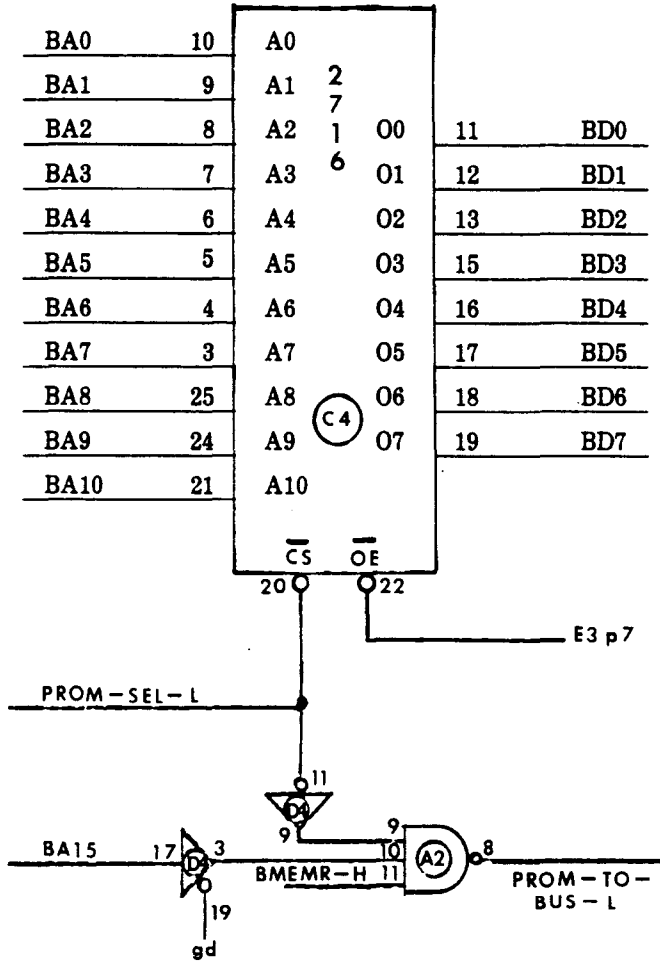 BA0 10 A0
BA1 9 A1
2716
BA2 8 A2 O0 11 BD0
BA3 7 A3 O1 12 BD1
BA4 6 A4 O2 13 BD2
BA5 5 A5 O3 15 BD3
BA6 4 A6 O4 16 BD4
BA7 3 A7 O5 17 BD5
BA8 25 A8 O6 18 BD6
C4
BA9 24 A9 O7 19 BD7
BA10 21 A10
CS OE
20 22
E3 p7
PROM-SEL-L
11
D4
9 9
BA15 17 D4 3 10 A2 8
BMEMR-H 11
PROM-TO-
BUS-L
19
gd